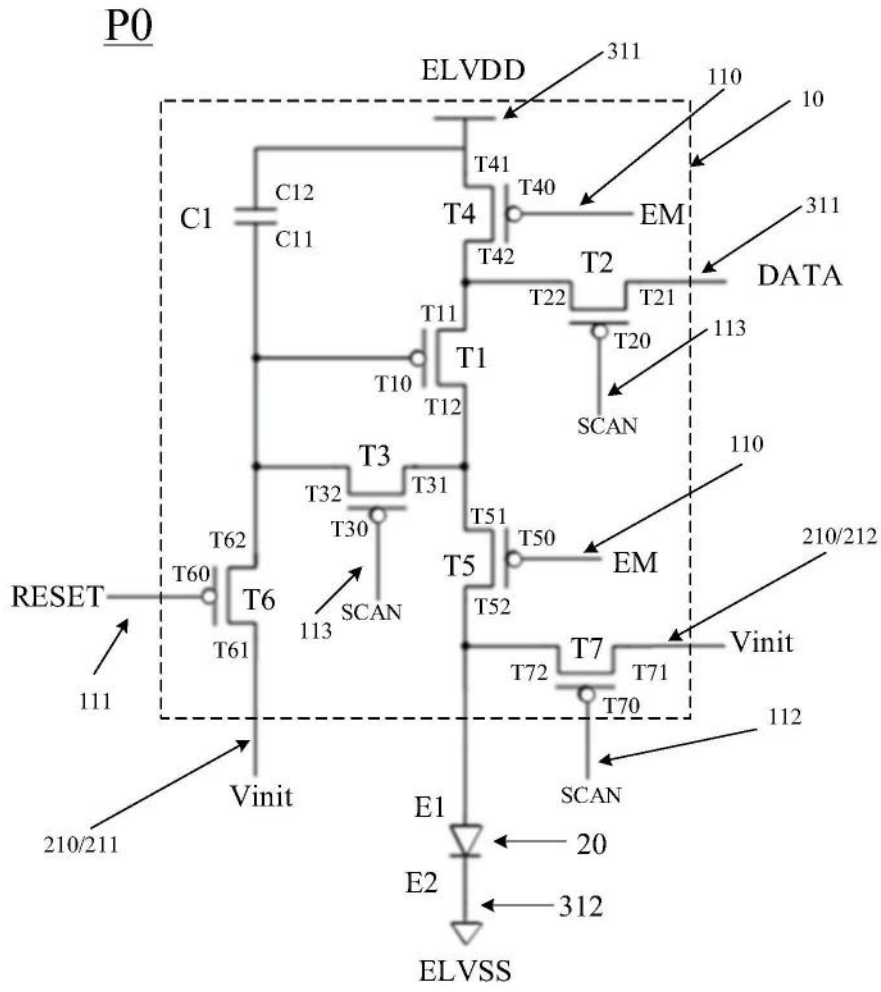 P0
311
ELVDD
110
10
T41
C12
T40
C1
T4
EM
311
C11
T42
T2
DATA
T22
T21
T11
T20
113
T1
T10
T12
SCAN
T3
110
T32
T31
T51
210/212
T30
T50
T62
T60
T5
EM
RESET
T6
SCAN
T52
113
T61
T7
Vinit
T72
T71
111
T70
112
Vinit
SCAN
E1
210/211
20
E2
312
ELVSS